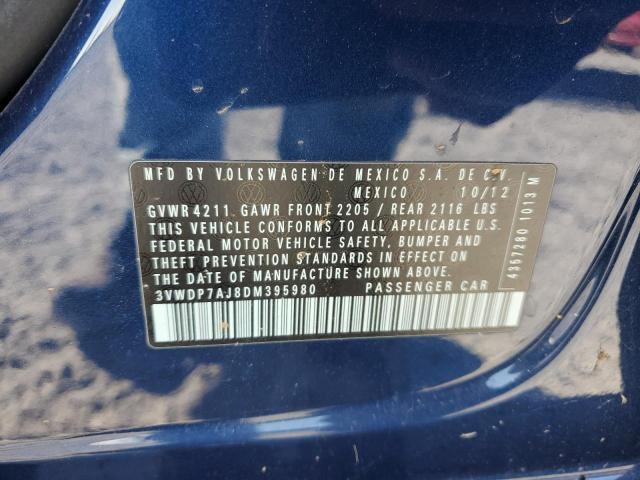 MFD BY VOLKSWAGEN DE MEXICO S.A. DE C.V.
MEXICO 10/12
GVWR 4211 GAWR FRONT 2205 / REAR 2116 LBS
THIS VEHICLE CONFORMS TO ALL APPLICABLE U.S.
FEDERAL MOTOR VEHICLE SAFETY, BUMPER AND
THEFT PREVENTION STANDARDS IN EFFECT ON
THE DATE OF MANUFACTURE SHOWN ABOVE.
3VWDP7AJ8DM395980 PASSENGER CAR
4357280 1013 M